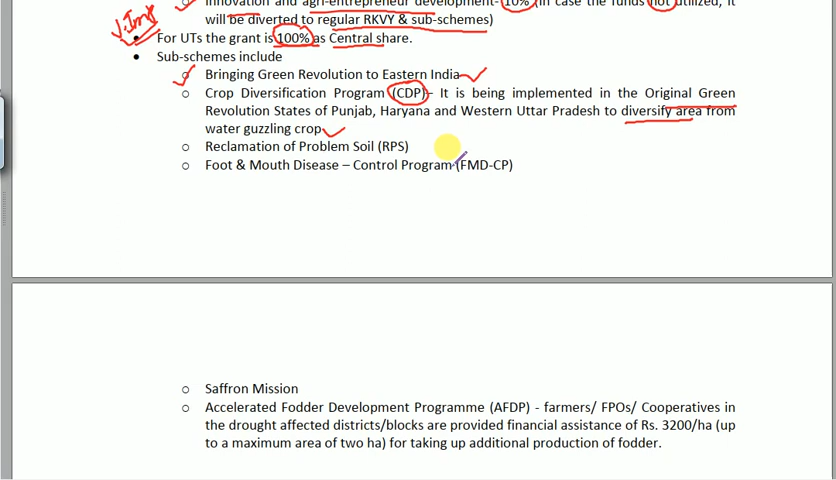 innovation and agri-entrepreneur development- 10% (in case the funds not utilized, it
will be diverted to regular RKVY & sub-schemes)
V.Imp
• For UTs the grant is 100% as Central share.
• Sub-schemes include
o Bringing Green Revolution to Eastern India
o Crop Diversification Program (CDP)- It is being implemented in the Original Green
Revolution States of Punjab, Haryana and Western Uttar Pradesh to diversify area from
water guzzling crop
o Reclamation of Problem Soil (RPS)
o Foot & Mouth Disease – Control Program (FMD-CP)
o Saffron Mission
o Accelerated Fodder Development Programme (AFDP) - farmers/ FPOs/ Cooperatives in
the drought affected districts/blocks are provided financial assistance of Rs. 3200/ha (up
to a maximum area of two ha) for taking up additional production of fodder.